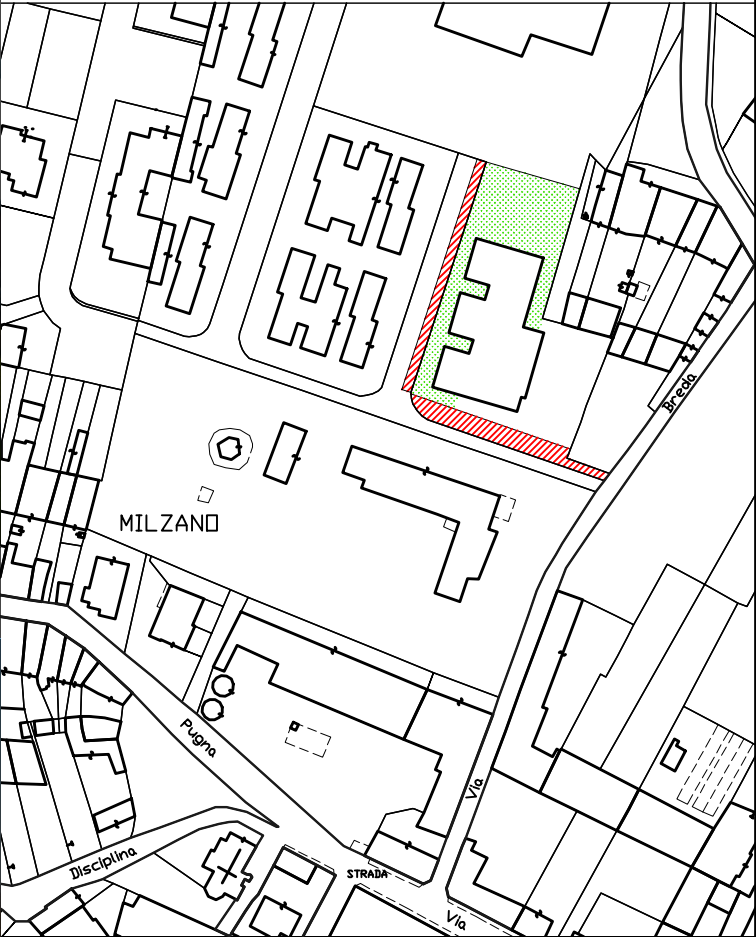 Breda
MILZANO
Pugna
Via
Disciplina
STRADA
Via